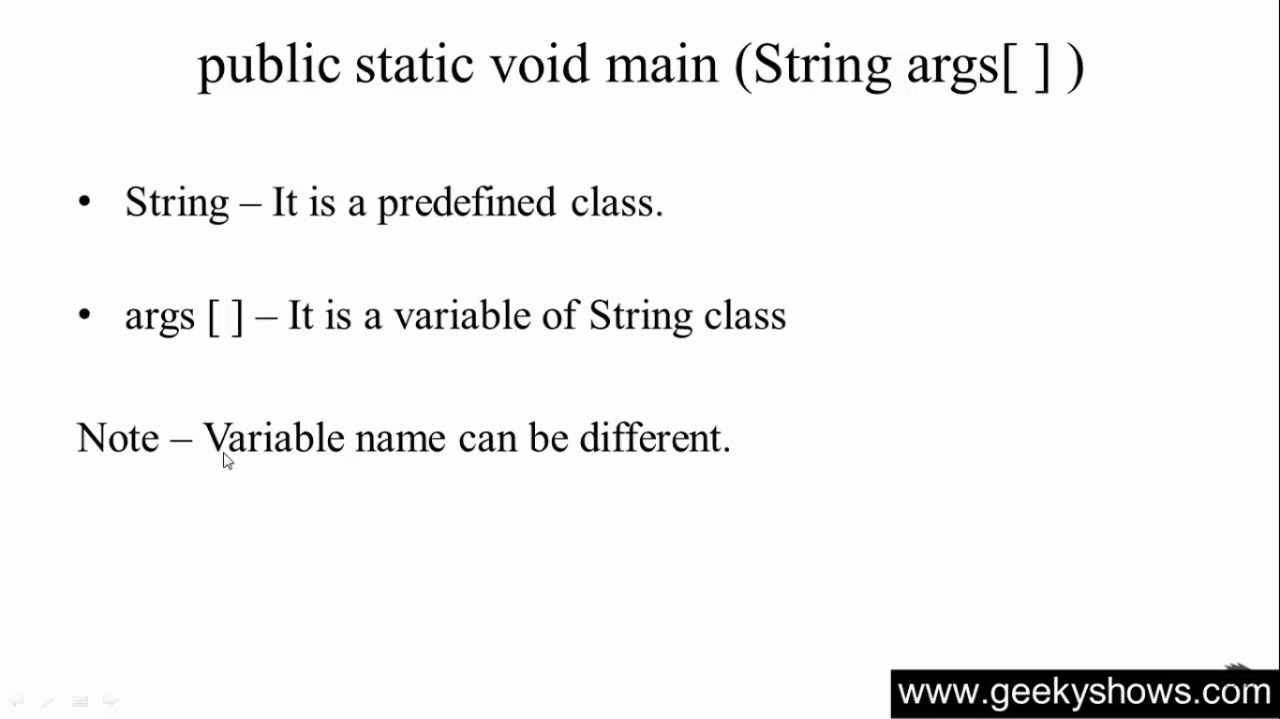 public static void main (String args[ ] )
• String – It is a predefined class.
• args [ ] – It is a variable of String class
Note – Variable name can be different.
www.geekyshows.com